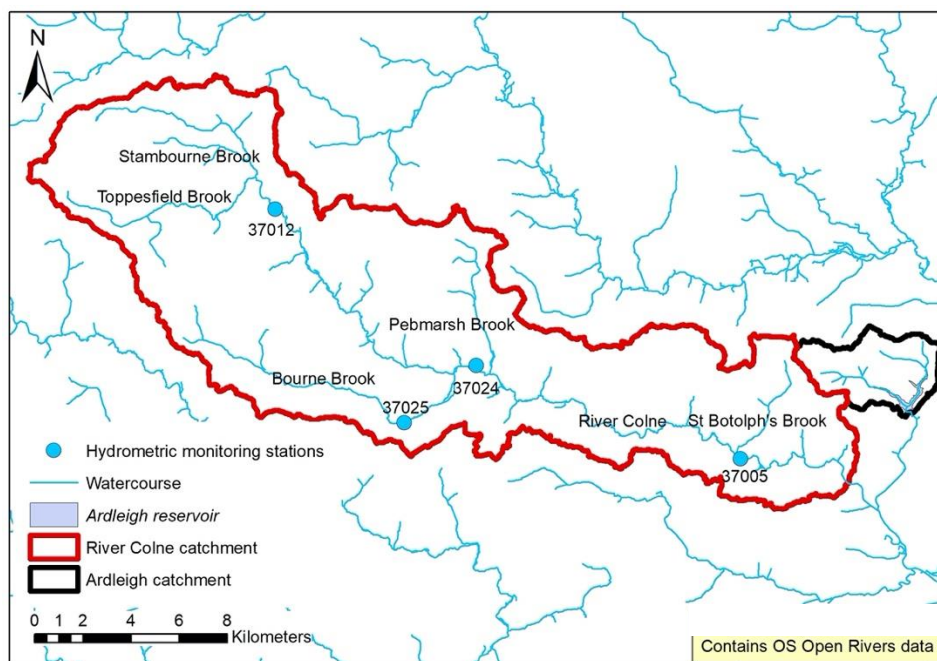 N
Stambourne Brook
Toppesfield Brook
37012
Pebmarsh Brook
Bourne Brook
37024
37025
River Colne
St Botolph's Brook
37005
Hydrometric monitoring stations
Watercourse
Ardleigh reservoir
River Colne catchment
Ardleigh catchment
0 1 2 4 6 8
Kilometers
Contains OS Open Rivers data